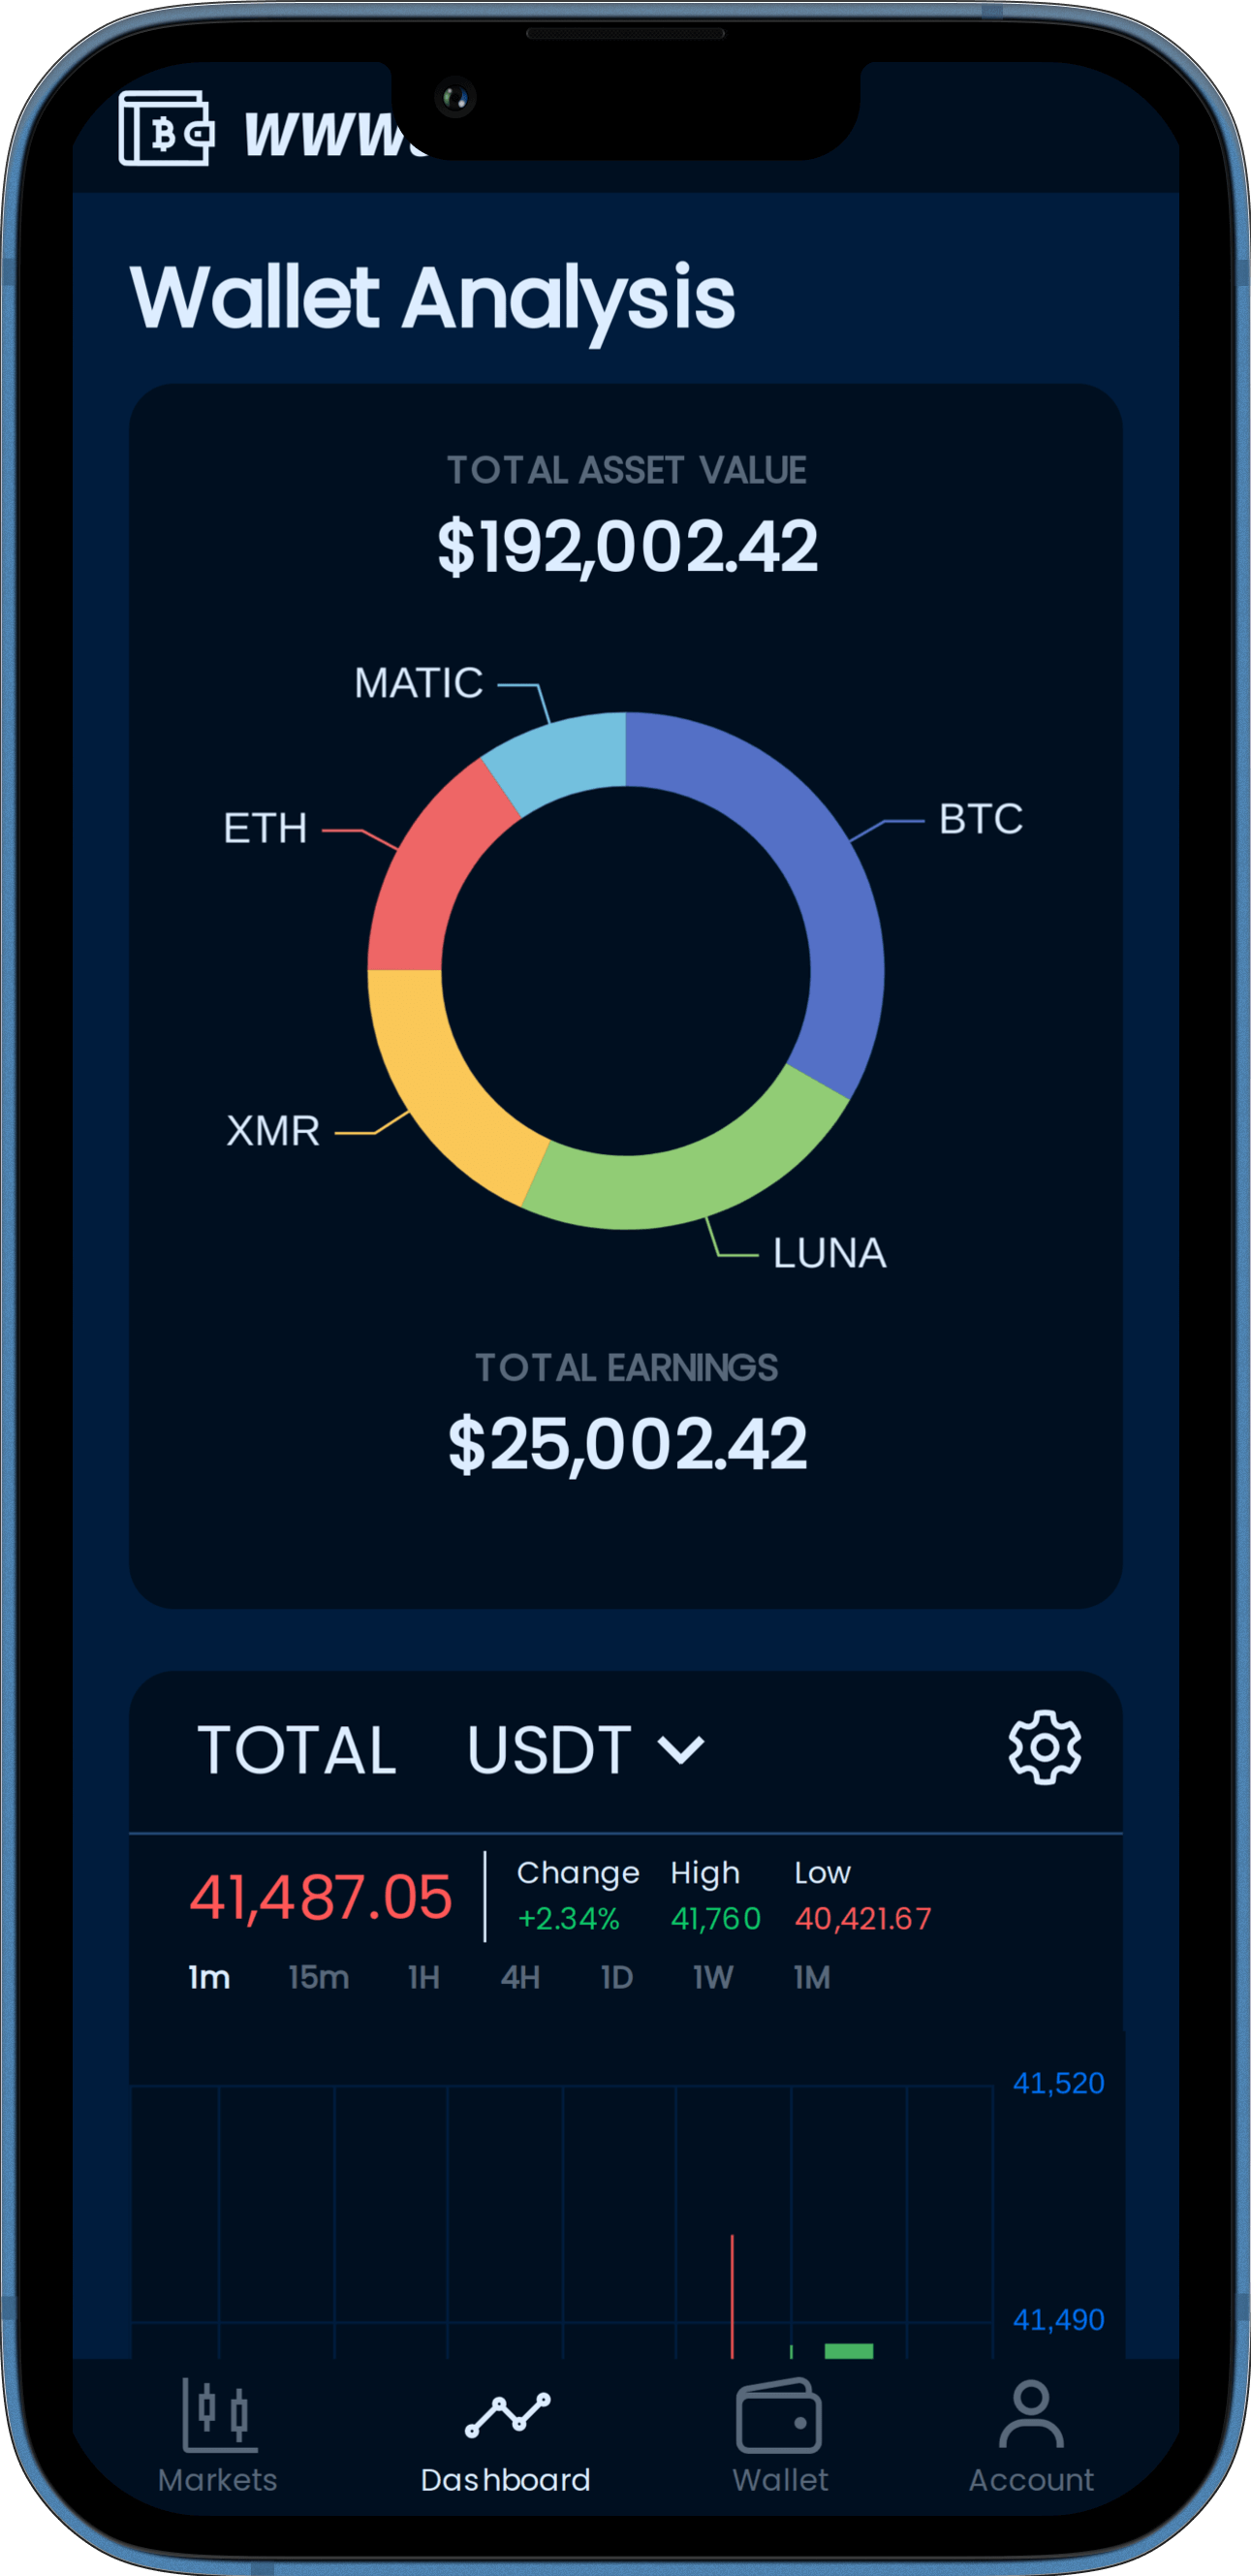 Wallet Analysis
TOTAL ASSET VALUE
$192,002.42
MATIC
BTC
ETH
XMR
LUNA
TOTAL EARNINGS
$25,002.42
TOTAL USDT
41,487.05
Change High Low
+2.34% 41,760 40,421.67
1m 15m 1H 4H 1D 1W 1M
41,520
41,490
Markets Dashboard Wallet Account